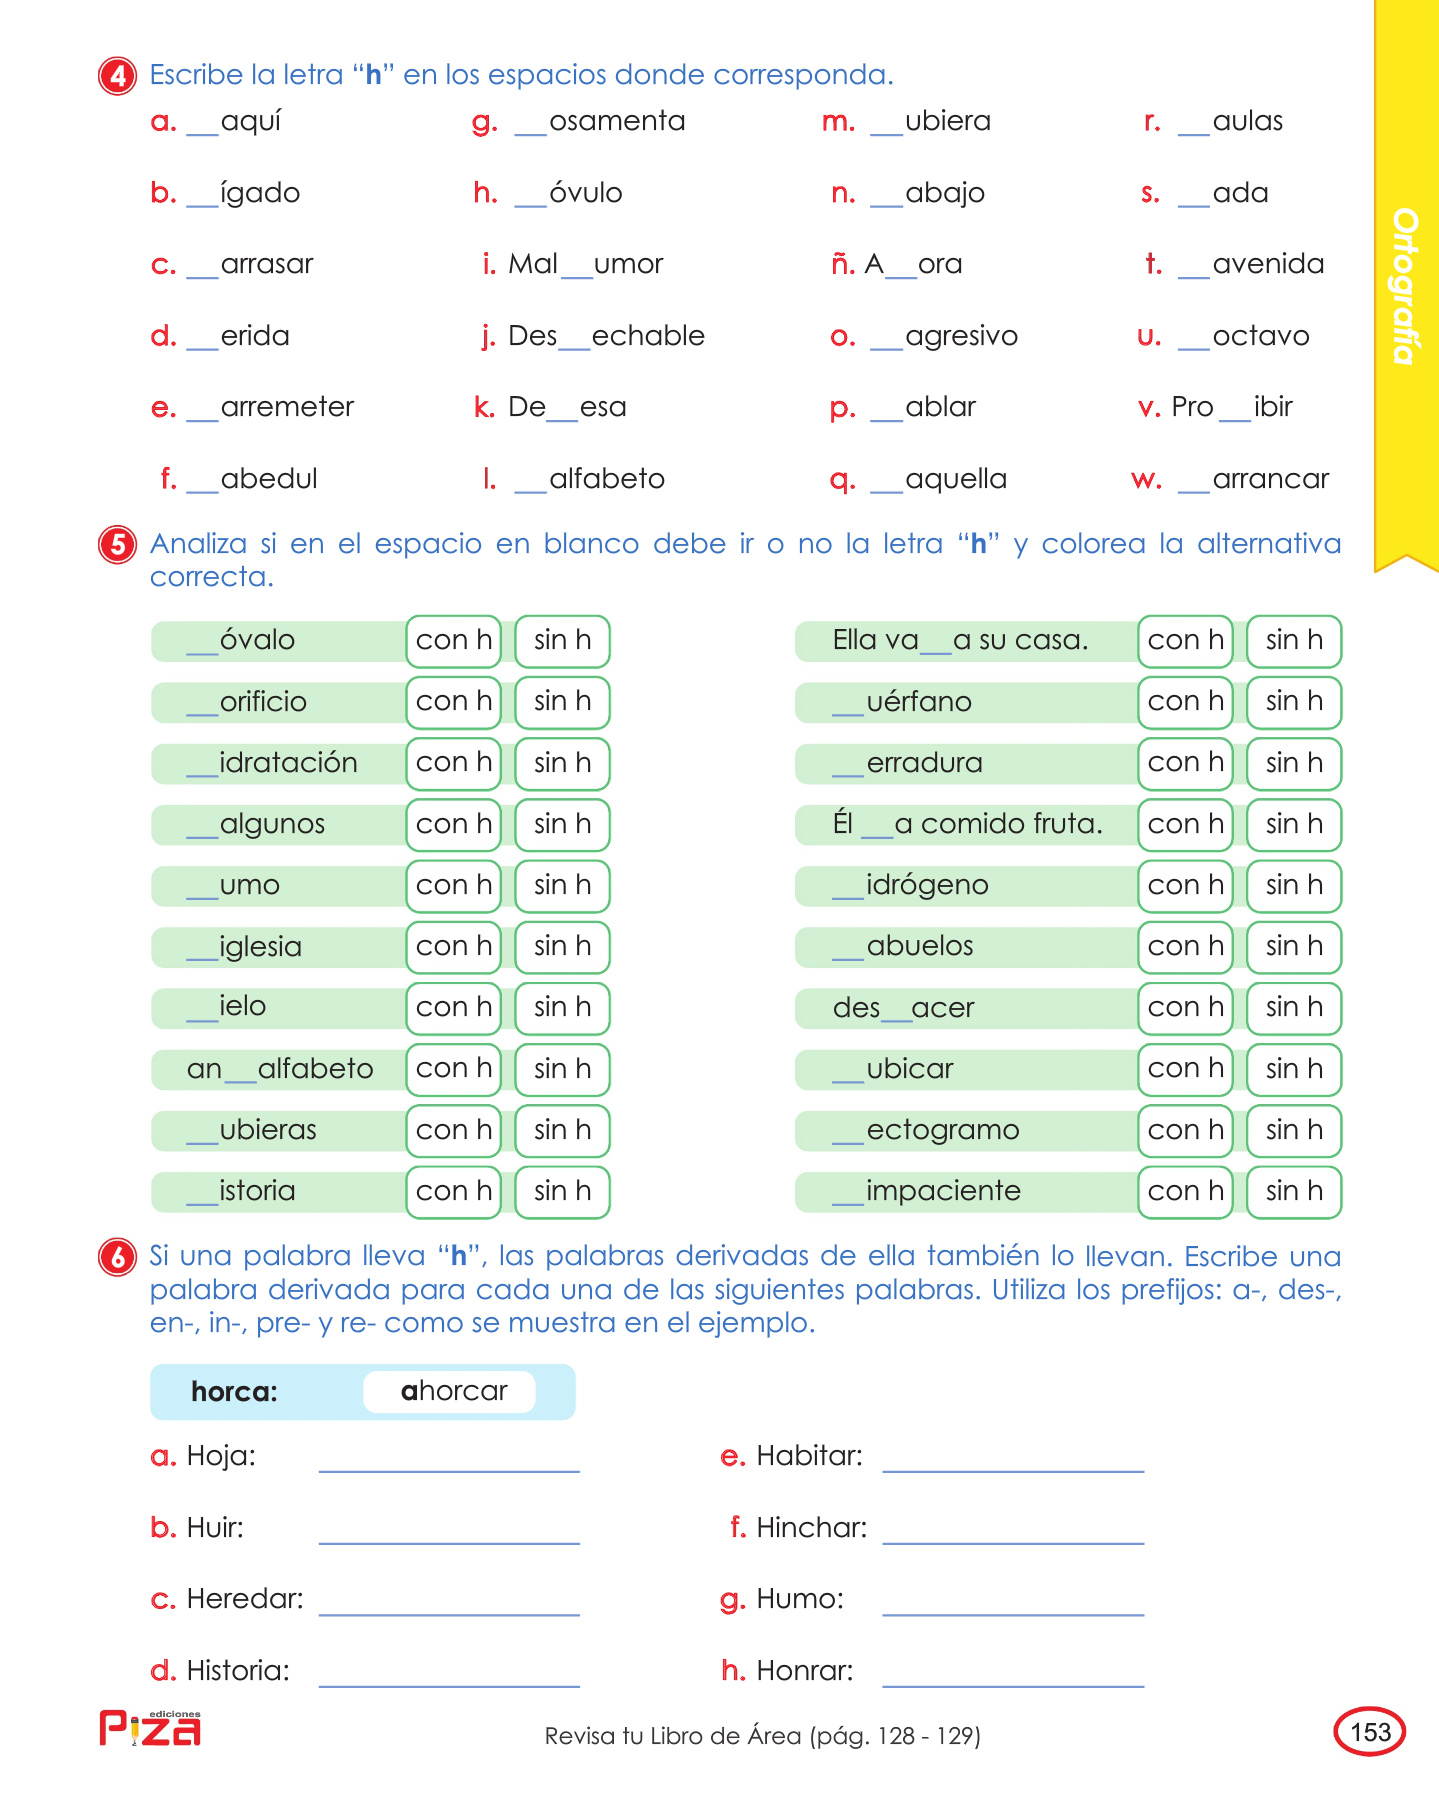 4 Escribe la letra “h” en los espacios donde corresponda.
a. __aquí g. __osamenta m. __ubiera r. __aulas
b. __ígado h. __óvulo n. __abajo s. __ada
c. __arrasar i. Mal__umor ñ. A__ora t. __avenida
d. __erida j. Des__echable o. __agresivo u. __octavo
e. __arremeter k. De__esa p. __ablar v. Pro__ibir
f. __abedul l. __alfabeto q. __aquella w. __arrancar
Ortografía
5 Analiza si en el espacio en blanco debe ir o no la letra “h” y colorea la alternativa
correcta.
__óvalo con h sin h Ella va__a su casa. con h sin h
__orificio con h sin h __uérfano con h sin h
__idratación con h sin h __erradura con h sin h
__algunos con h sin h Él __a comido fruta. con h sin h
__umo con h sin h __idrógeno con h sin h
__iglesia con h sin h __abuelos con h sin h
__ielo con h sin h des__acer con h sin h
an__alfabeto con h sin h __ubicar con h sin h
__ubieras con h sin h __ectogramo con h sin h
__istoria con h sin h __impaciente con h sin h
6 Si una palabra lleva “h”, las palabras derivadas de ella también lo llevan. Escribe una
palabra derivada para cada una de las siguientes palabras. Utiliza los prefijos: a-, des-,
en-, in-, pre- y re- como se muestra en el ejemplo.
horca: ahorcar
a. Hoja: ____ e. Habitar: ____
b. Huir: ____ f. Hinchar: ____
c. Heredar: ____ g. Humo: ____
d. Historia: ____ h. Honrar: ____
ediciones
Piza
Revisa tu Libro de Área (pág. 128 - 129)
153